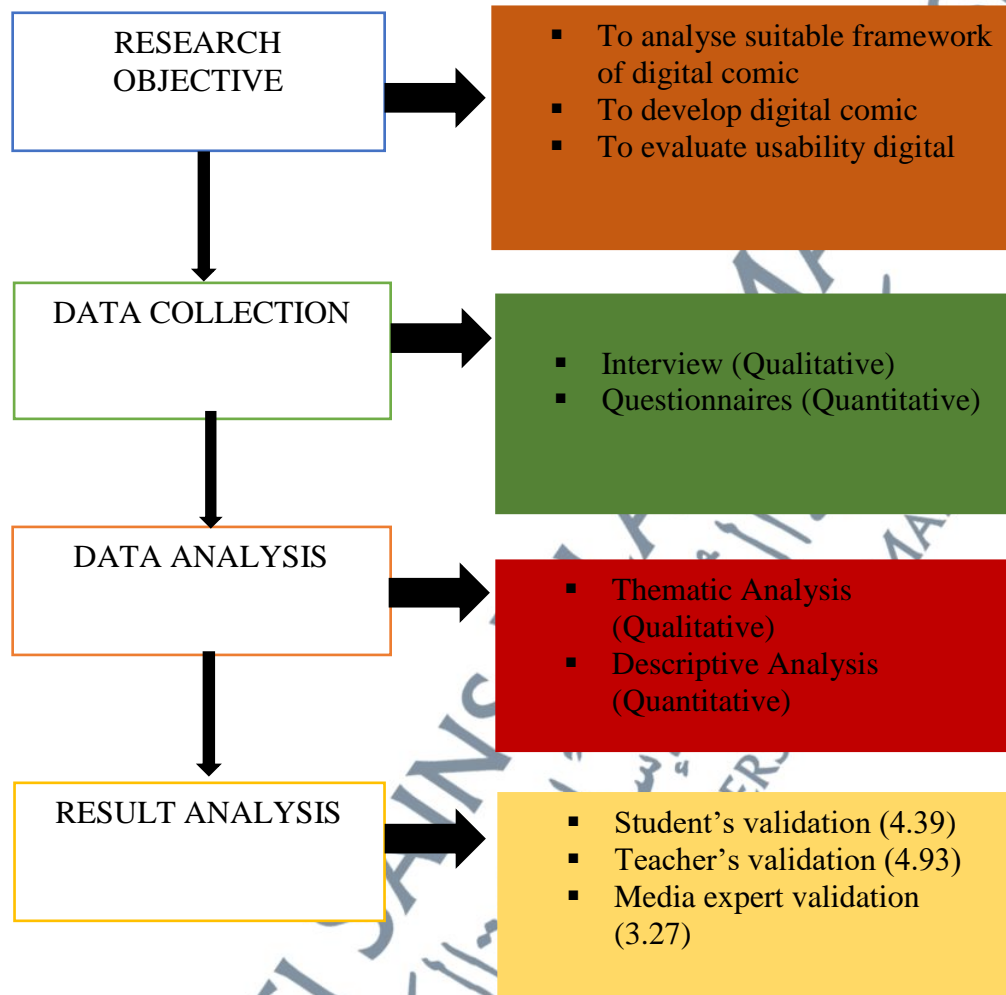 RESEARCH
OBJECTIVE
▪ To analyse suitable framework
of digital comic
▪ To develop digital comic
▪ To evaluate usability digital
DATA COLLECTION
▪ Interview (Qualitative)
▪ Questionnaires (Quantitative)
DATA ANALYSIS
▪ Thematic Analysis
(Qualitative)
▪ Descriptive Analysis
(Quantitative)
RESULT ANALYSIS
▪ Student’s validation (4.39)
▪ Teacher’s validation (4.93)
▪ Media expert validation
(3.27)
SAINS